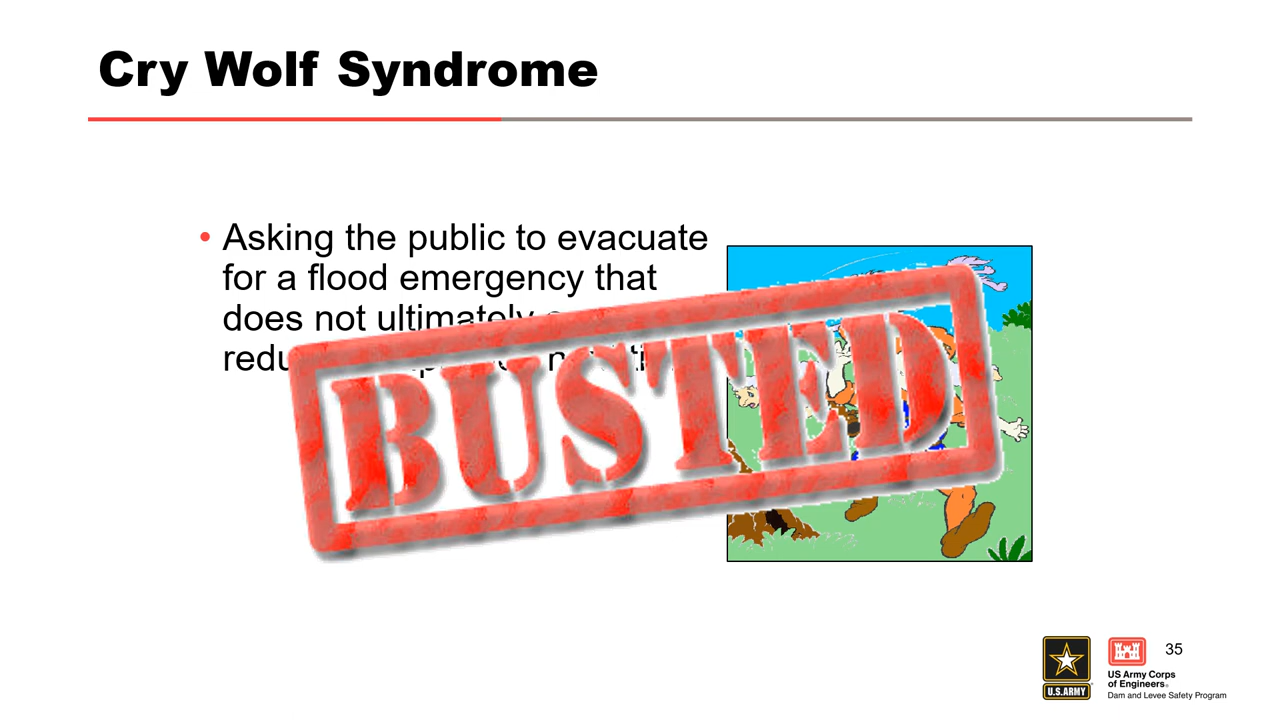 Cry Wolf Syndrome
• Asking the public to evacuate
for a flood emergency that
does not ultimately
BUSTED
35
U.S.ARMY
US Army Corps
of Engineers®
Dam and Levee Safety Program